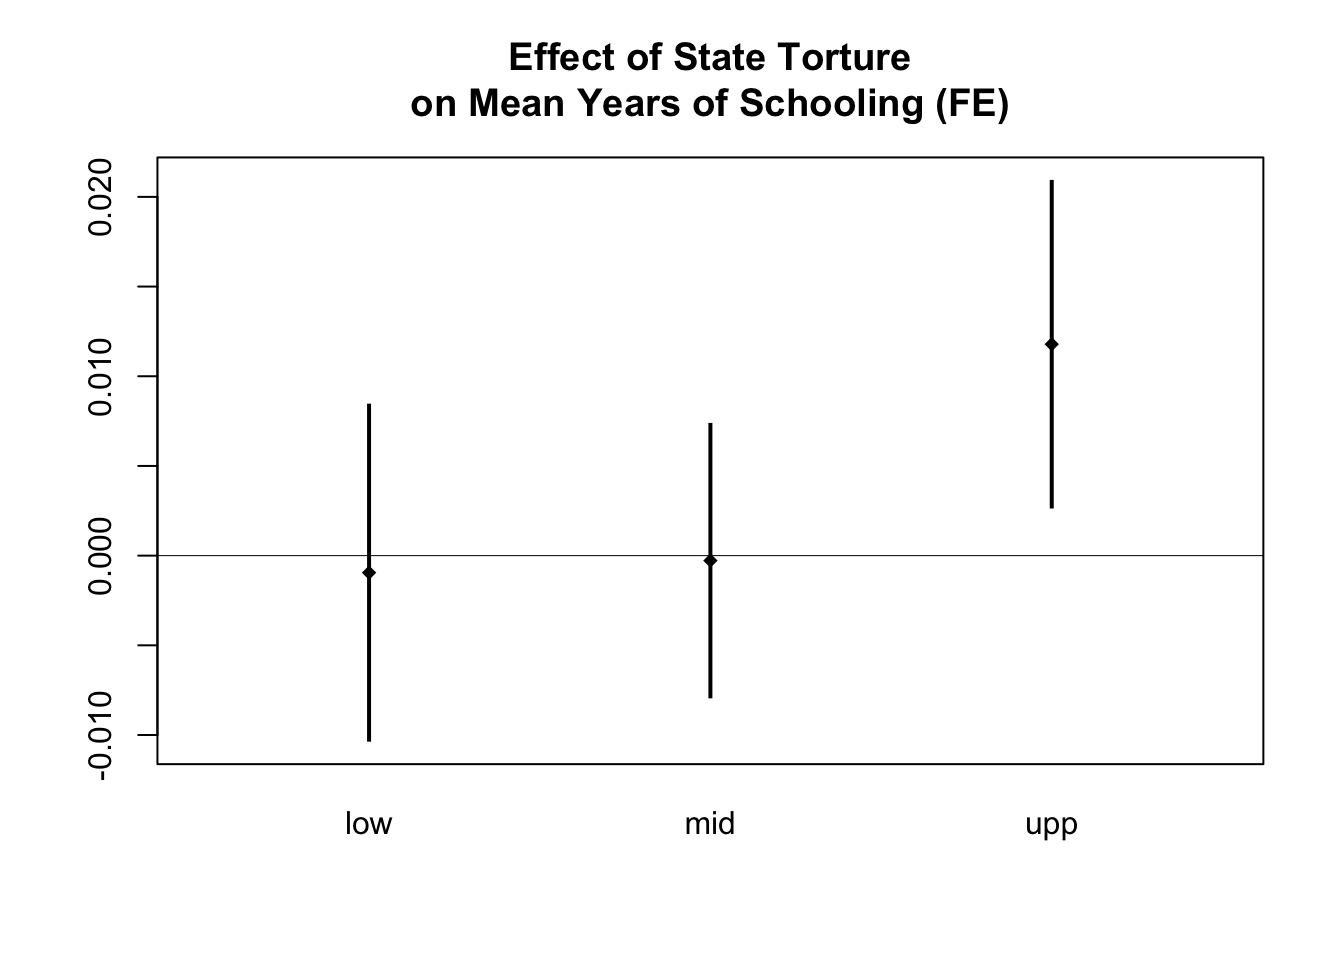 Effect of State Torture
on Mean Years of Schooling (FE)
0.020
0.010
0.000
-0.010
low mid upp